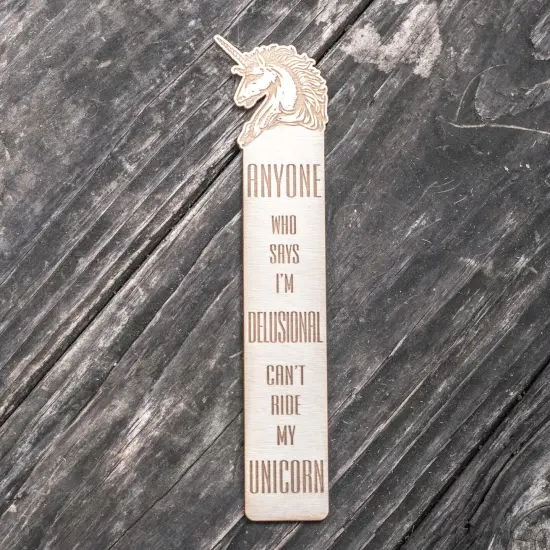 ANYONE
WHO
SAYS
I'M
DELUSIONAL
CAN'T
RIDE
MY
UNICORN